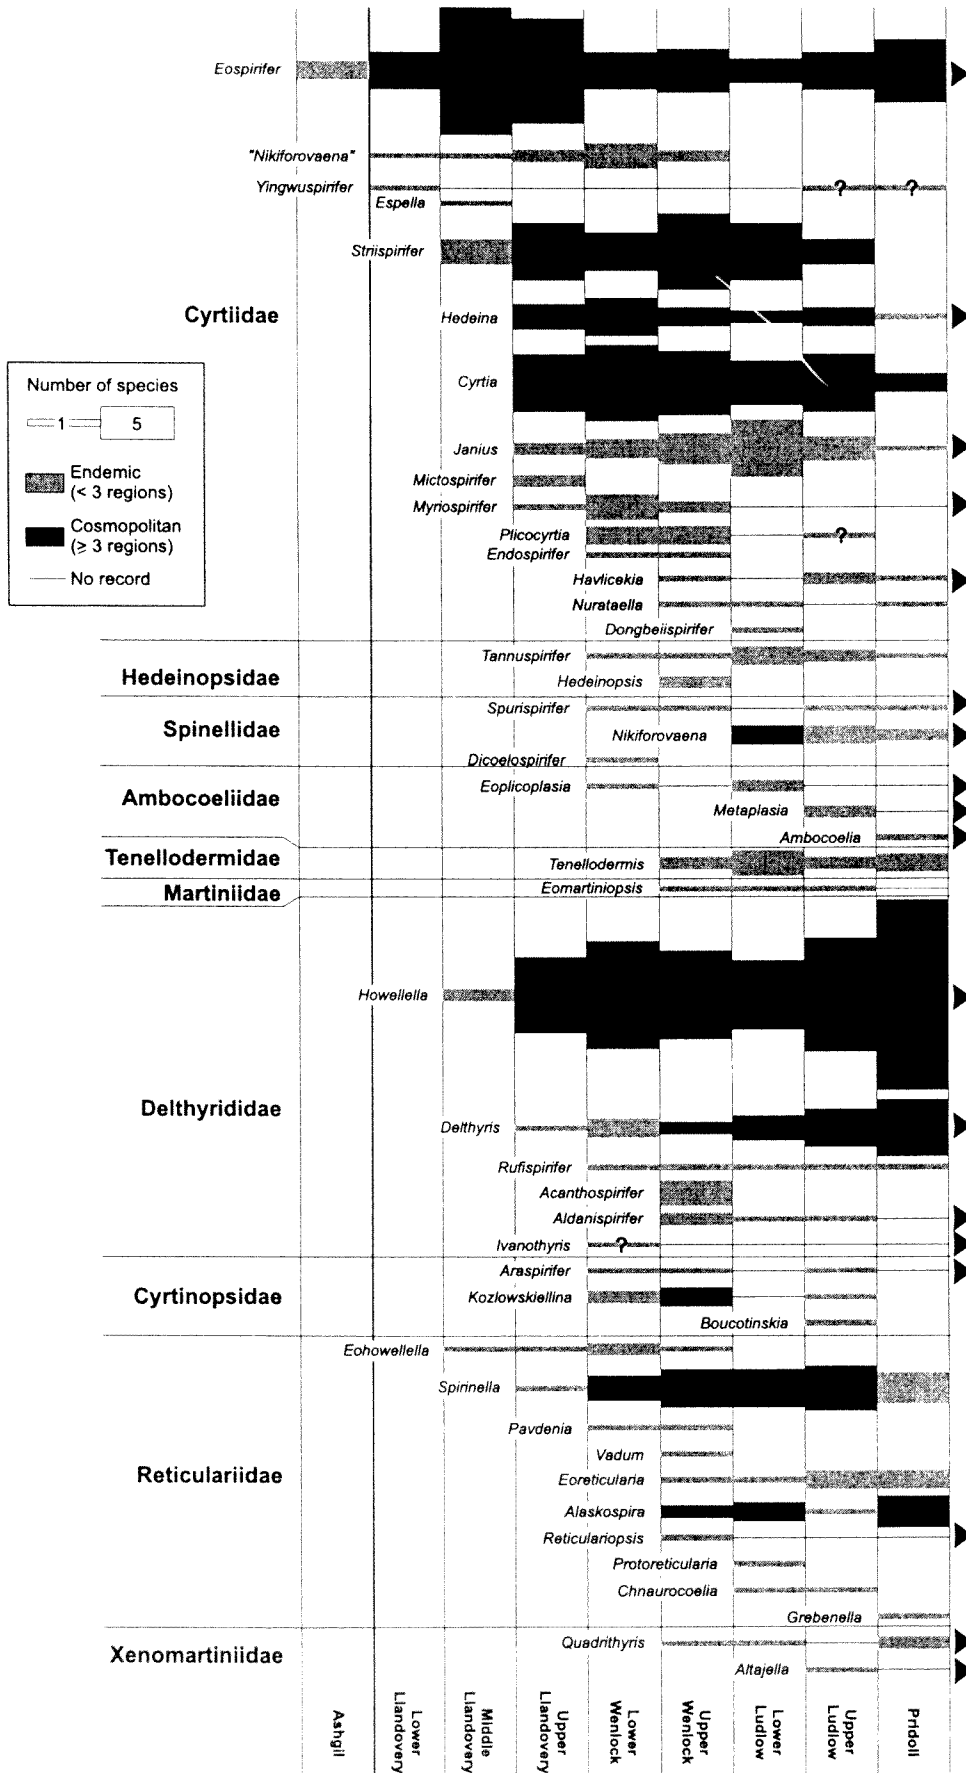 Eospirifer
"Nikiforovaena"
Yingwuspirifer
?
?
Espella
Striispirifer
Cyrtiidae
Hedeina
Number of species
1
5
Endemic
(< 3 regions)
Cosmopolitan
(≥ 3 regions)
No record
Cyrtia
Janius
Mictospirifer
Myriospirifer
Plicocyrtia
?
Endospirifer
Havlicekia
Nurataella
Dongbeiispirifer
Tannuspirifer
Hedeinopsidae
Hedeinopsis
Spurispirifer
Spinellidae
Nikiforovaena
Dicoelospirifer
Eoplicoplasia
Ambocoeliidae
Metaplasia
Ambocoelia
Tenellodermidae
Tenellodermis
Martiniidae
Eomartiniopsis
Howellella
Delthyrididae
Delthyris
Rufispirifer
Acanthospirifer
Aldanispirifer
Ivanothyris
?
Araspirifer
Cyrtinopsidae
Kozlowskiellina
Boucotinskia
Eohowellella
Spirinella
Pavdenia
Vadum
Reticulariidae
Eoreticularia
Alaskospira
Reticulariopsis
Protoreticularia
Chnaurocoelia
Grebenella
Quadrithyris
Xenomartiniidae
Altajella
Ashgil
Lower
Llandovery
Middle
Llandovery
Upper
Llandovery
Lower
Wenlock
Upper
Wenlock
Lower
Ludlow
Upper
Ludlow
Pridoli